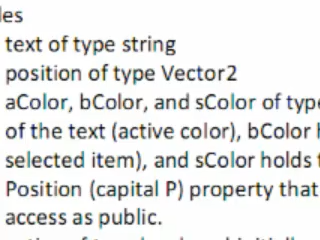 les
text of type string
position of type Vector2
aColor, bColor, and sColor of type
of the text (active color), bColor
selected item), and sColor holds
Position (capital P) property that
access as public.